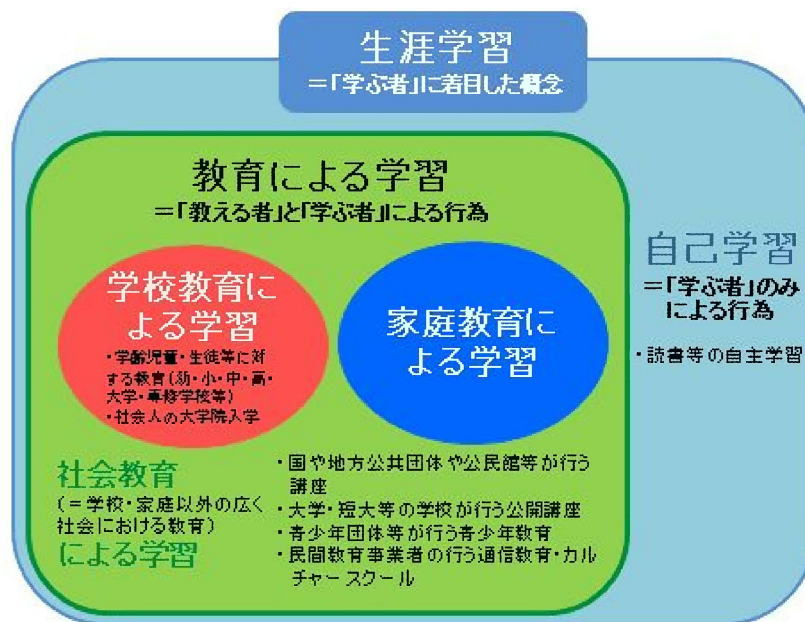 生涯学習
＝「学ぶ者」に着目した概念
教育による学習
＝「教える者」と「学ぶ者」による行為
学校教育に
よる学習
・学齢児童・生徒等に対
する教育(幼・小・中・高・
大学・専修学校等)
・社会人の大学院入学
家庭教育に
よる学習
自己学習
＝「学ぶ者」のみ
による行為
・読書等の自主学習
社会教育
(＝学校・家庭以外の広く
社会における教育)
による学習
・国や地方公共団体や公民館等が行う
講座
・大学・短大等の学校が行う公開講座
・青少年団体等が行う青少年教育
・民間教育事業者の行う通信教育・カル
チャースクール